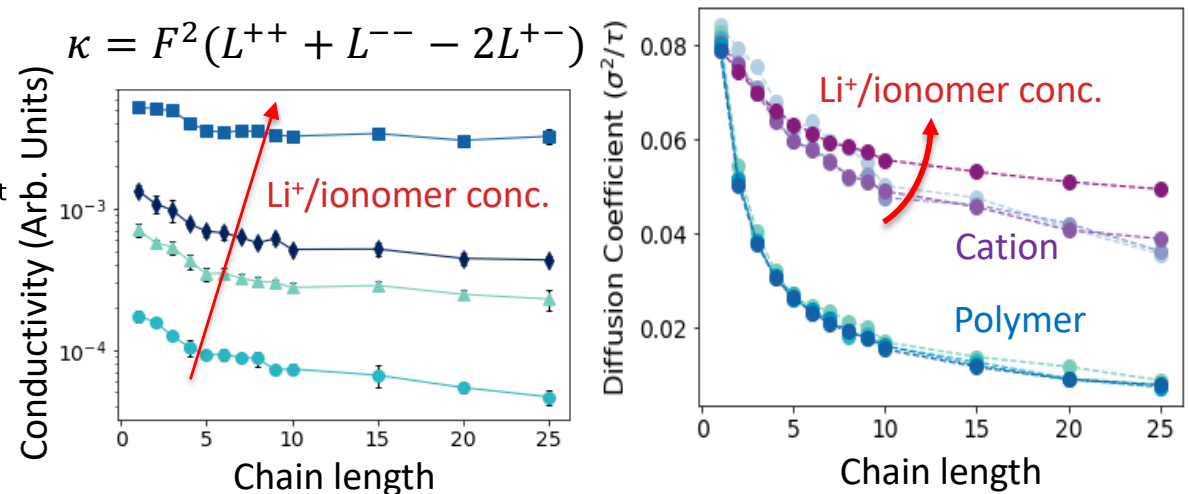 κ = F²(L⁺⁺ + L⁻⁻ − 2L⁺⁻)
t
Conductivity (Arb. Units)
10⁻³
10⁻⁴
Li⁺/ionomer conc.
0 5 10 15 20 25
Chain length
Diffusion Coefficient (σ²/τ)
0.08
0.06
0.04
0.02
Li⁺/ionomer conc.
Cation
Polymer
0 5 10 15 20 25
Chain length